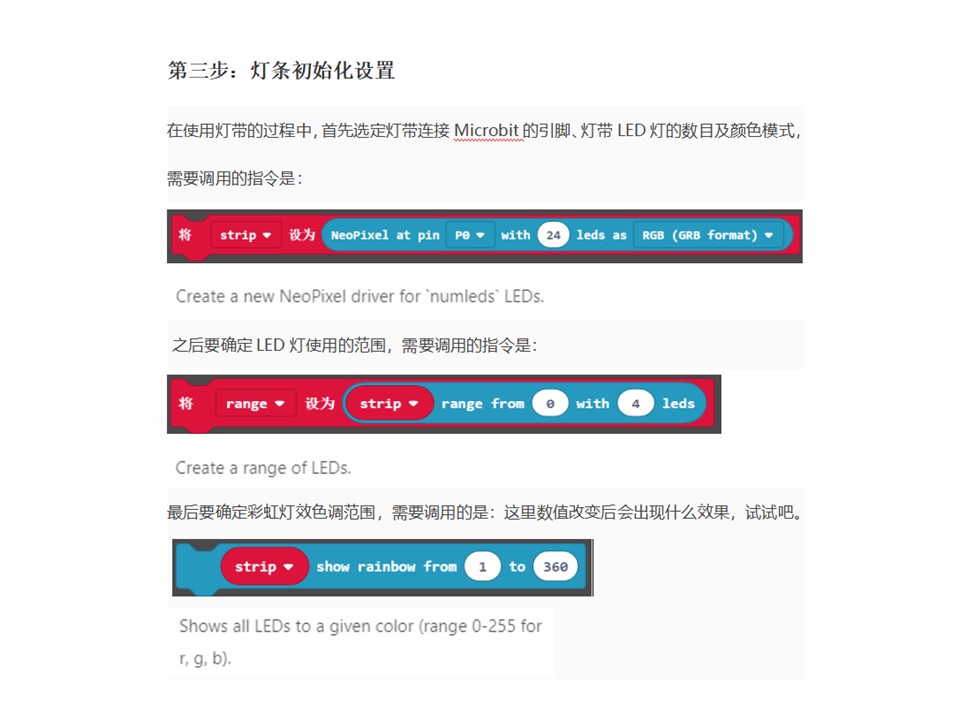 第三步：灯条初始化设置
在使用灯带的过程中，首先选定灯带连接 Microbit 的引脚、灯带 LED 灯的数目及颜色模式，
需要调用的指令是：
将 strip 设为 NeoPixel at pin P0 with 24 leds as RGB (GRB format)
Create a new NeoPixel driver for `numleds` LEDs.
之后要确定 LED 灯使用的范围，需要调用的指令是：
将 range 设为 strip range from 0 with 4 leds
Create a range of LEDs.
最后要确定彩虹灯效色调范围，需要调用的是：这里数值改变后会出现什么效果，试试吧。
strip show rainbow from 1 to 360
Shows all LEDs to a given color (range 0-255 for
r, g, b).